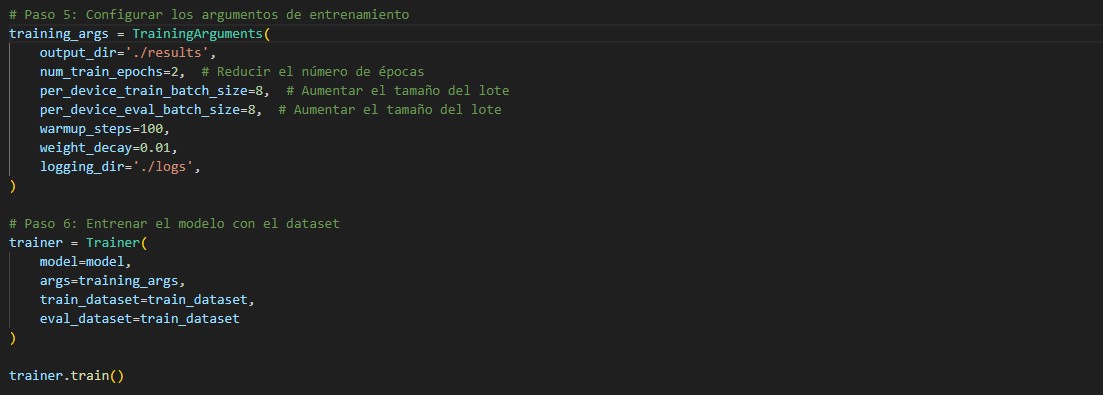 # Paso 5: Configurar los argumentos de entrenamiento
training_args = TrainingArguments(
    output_dir='./results',
    num_train_epochs=2,  # Reducir el número de épocas
    per_device_train_batch_size=8,  # Aumentar el tamaño del lote
    per_device_eval_batch_size=8,  # Aumentar el tamaño del lote
    warmup_steps=100,
    weight_decay=0.01,
    logging_dir='./logs',
)
# Paso 6: Entrenar el modelo con el dataset
trainer = Trainer(
    model=model,
    args=training_args,
    train_dataset=train_dataset,
    eval_dataset=train_dataset
)
trainer.train()